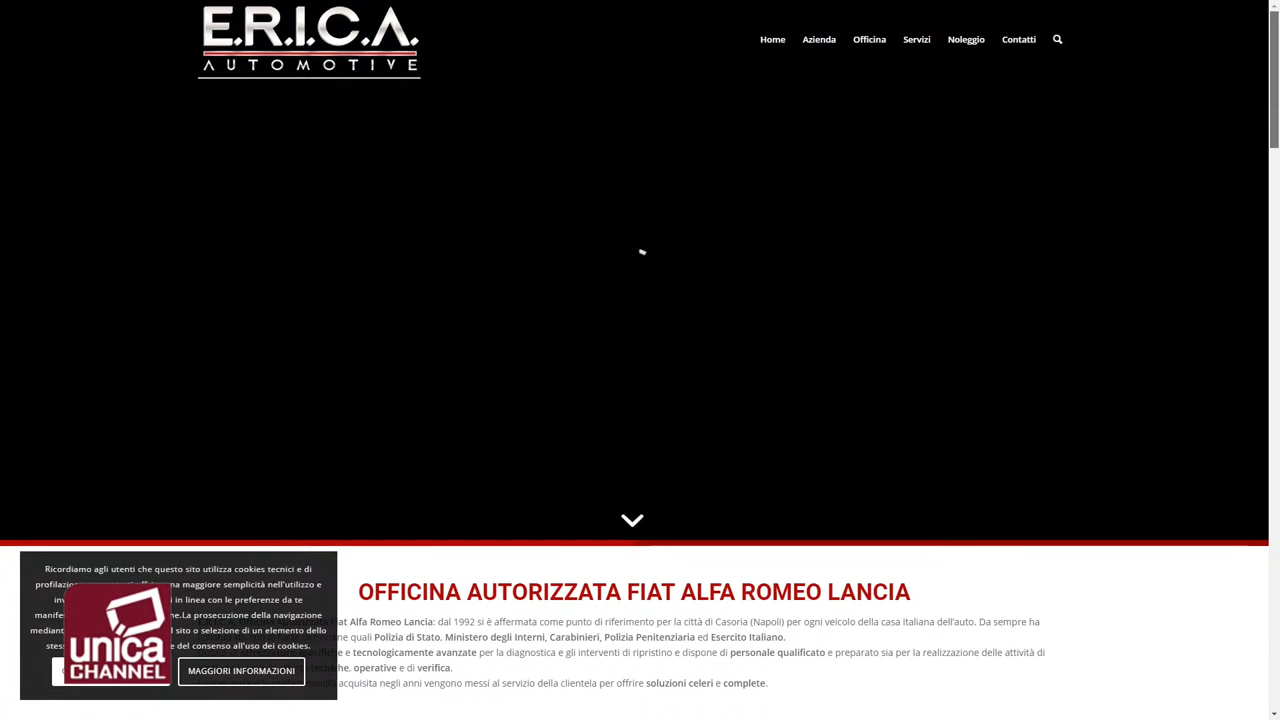 E.R.I.C.A.
AUTOMOTIVE
Home Azienda Officina Servizi Noleggio Contatti
OFFICINA AUTORIZZATA FIAT ALFA ROMEO LANCIA
Fiat Alfa Romeo Lancia: dal 1992 si è affermata come punto di riferimento per la città di Casoria (Napoli) per ogni veicolo della casa italiana dell'auto. Da sempre ha
quali Polizia di Stato, Ministero degli Interni, Carabinieri, Polizia Penitenziaria ed Esercito Italiano.
e tecnologicamente avanzate per la diagnostica e gli interventi di ripristino e dispone di personale qualificato e preparato sia per la realizzazione delle attività di
tecniche, operative e di verifica.
acquisita negli anni vengono messi al servizio della clientela per offrire soluzioni celeri e complete.
Ricordiamo agli utenti che questo sito utilizza cookies tecnici e di
maggiore semplicità nell'utilizzo e
in linea con le preferenze da te
La prosecuzione della navigazione
sito o selezione di un elemento dello
del consenso all'uso dei cookies.
MAGGIORI INFORMAZIONI
unica
CHANNEL